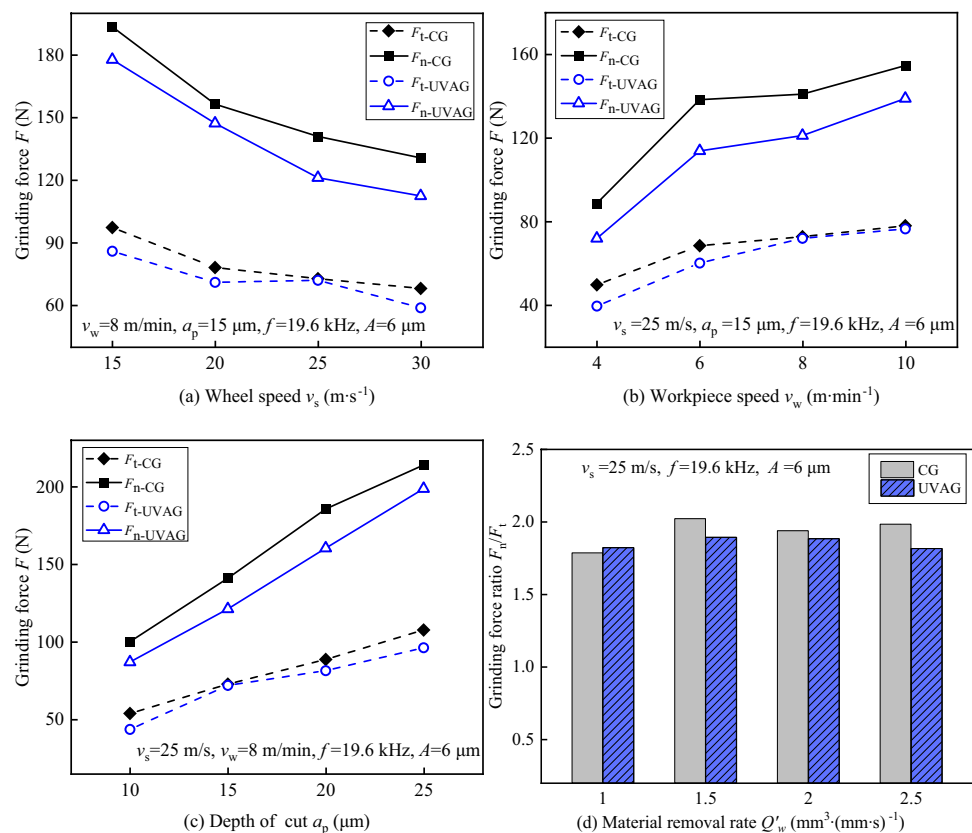 Grinding force F (N)
180
150
120
90
60
Ft-CG
Fn-CG
Ft-UVAG
Fn-UVAG
vw=8 m/min, ap=15 μm, f=19.6 kHz, A=6 μm
15 20 25 30
(a) Wheel speed vs (m·s-1)
Grinding force F (N)
160
120
80
40
Ft-CG
Fn-CG
Ft-UVAG
Fn-UVAG
vs =25 m/s, ap =15 μm, f=19.6 kHz, A=6 μm
4 6 8 10
(b) Workpiece speed vw (m·min-1)
Grinding force F (N)
200
150
100
50
Ft-CG
Fn-CG
Ft-UVAG
Fn-UVAG
vs=25 m/s, vw=8 m/min, f=19.6 kHz, A=6 μm
10 15 20 25
(c) Depth of cut ap (μm)
Grinding force ratio Fn/Ft
2.5
2.0
1.5
1.0
0.5
vs =25 m/s, f=19.6 kHz, A=6 μm
CG
UVAG
1 1.5 2 2.5
(d) Material removal rate Q'w (mm³·(mm·s)-1)